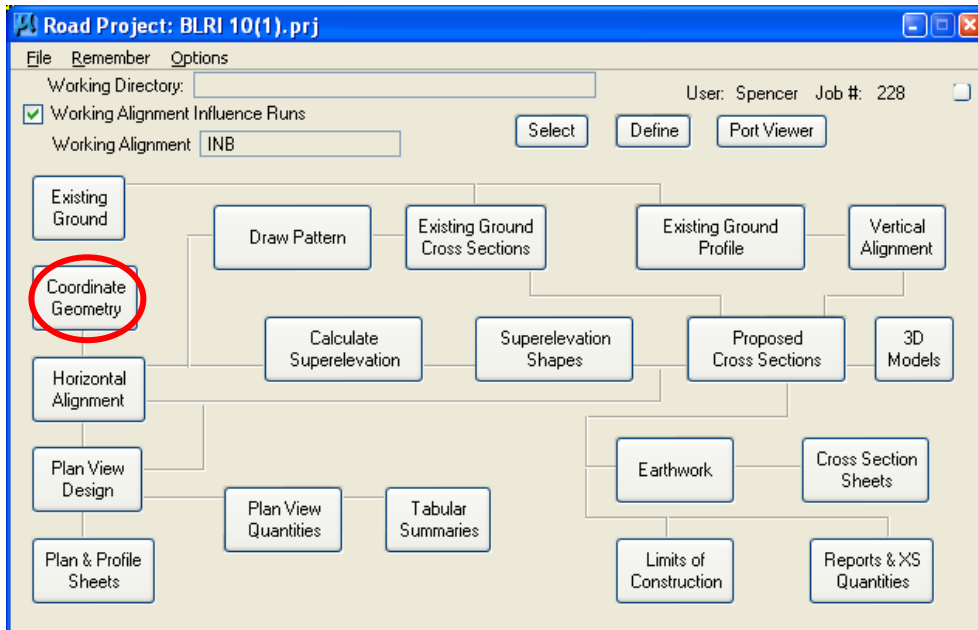 Road Project: BLRI 10(1).prj
File Remember Options
Working Directory:
User: Spencer Job #: 228
Working Alignment Influence Runs
Working Alignment INB
Select Define Port Viewer
Existing
Ground
Draw Pattern
Existing Ground
Cross Sections
Existing Ground
Profile
Vertical
Alignment
Coordinate
Geometry
Calculate
Superelevation
Superelevation
Shapes
Proposed
Cross Sections
3D
Models
Horizontal
Alignment
Plan View
Design
Earthwork
Cross Section
Sheets
Plan View
Quantities
Tabular
Summaries
Plan & Profile
Sheets
Limits of
Construction
Reports & XS
Quantities